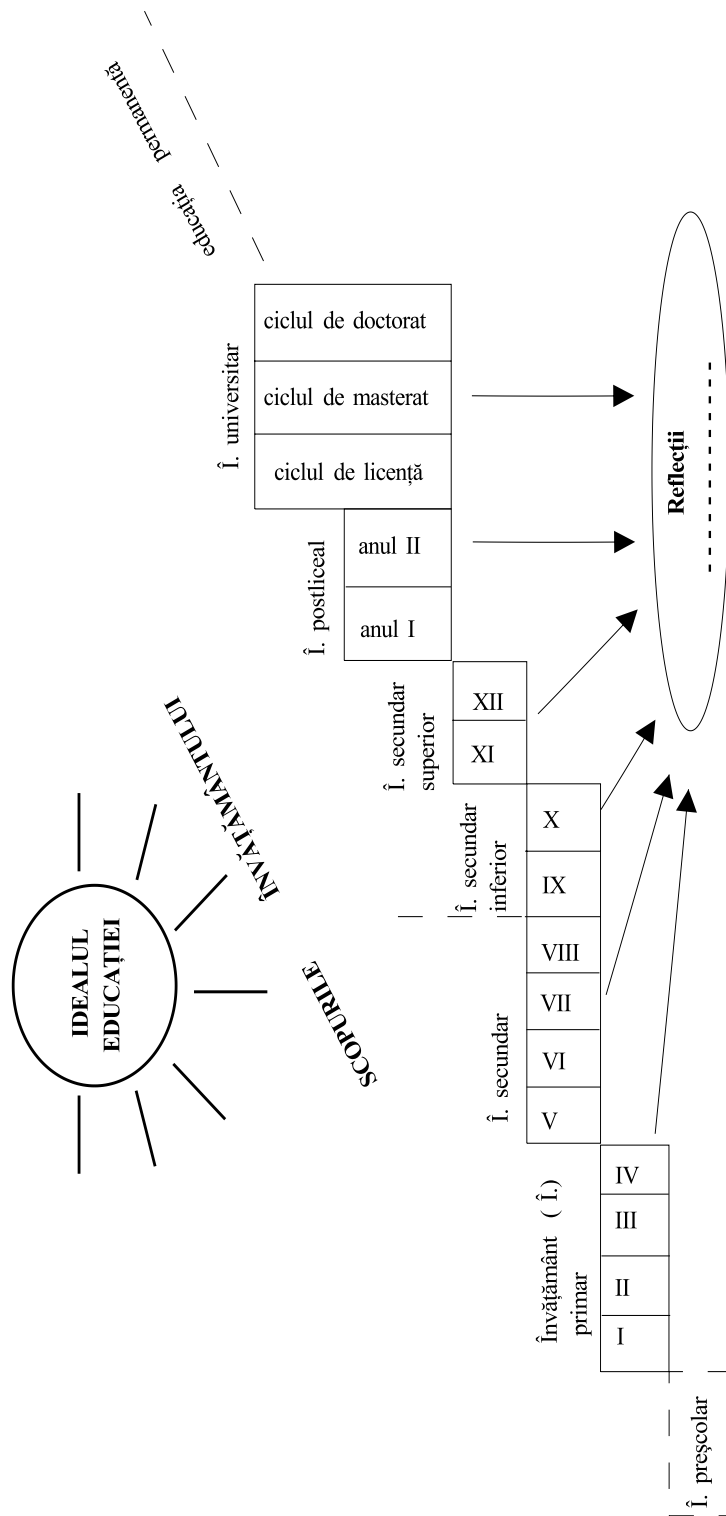 educația permanentă
Î. universitar
ciclul de doctorat
ciclul de masterat
ciclul de licență
Î. postliceal
anul II
anul I
Î. secundar
superior
XII
XI
Î. secundar
inferior
X
IX
Î. secundar
VIII
VII
VI
V
Învățământ ( Î.)
primar
IV
III
II
I
Î. preșcolar
IDEALUL
EDUCAȚIEI
SCOPURILE
ÎNVĂȚĂMÂNTULUI
Reflecții